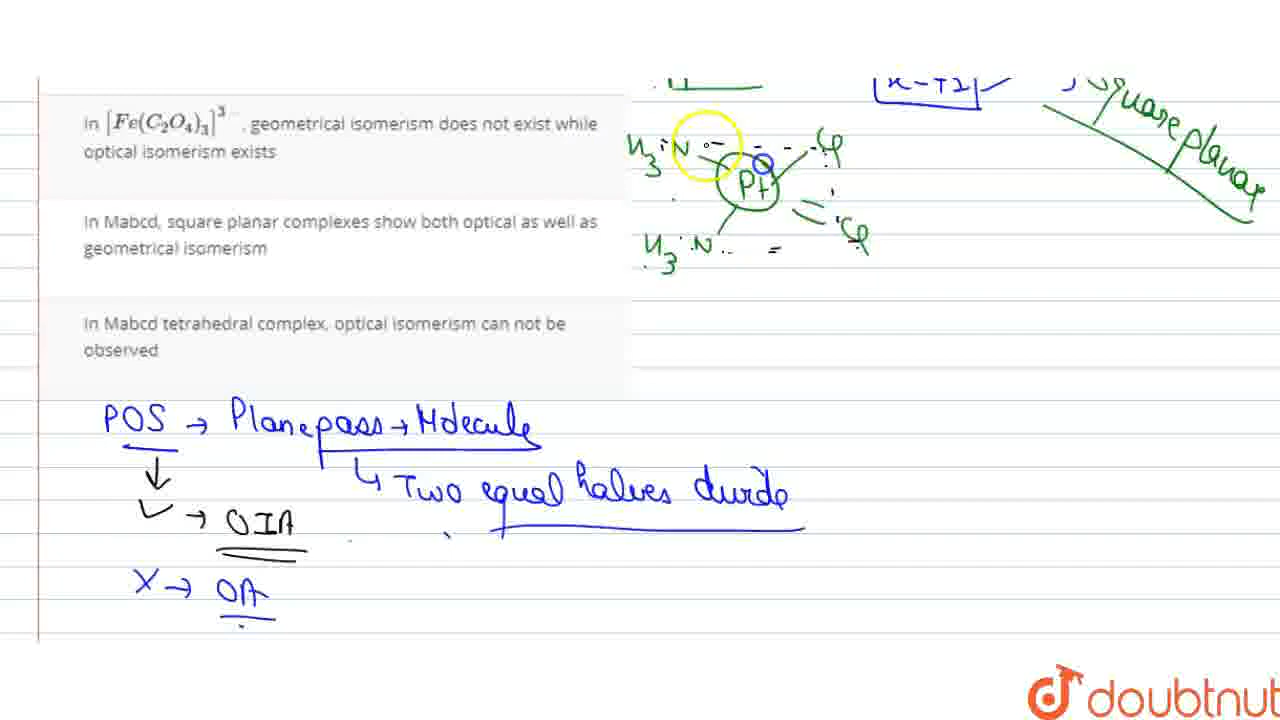 In [Fe(C₂O₄)₃]³⁻, geometrical isomerism does not exist while
optical isomerism exists
In Mabcd, square planar complexes show both optical as well as
geometrical isomerism
In Mabcd tetrahedral complex, optical isomerism can not be
observed
square planar
H₃N Cl
Pt
H₃N Cl
POS → Plane pass → Molecule
↳ Two equal halves divide
✓ → OIA
X → OA
doubtnut